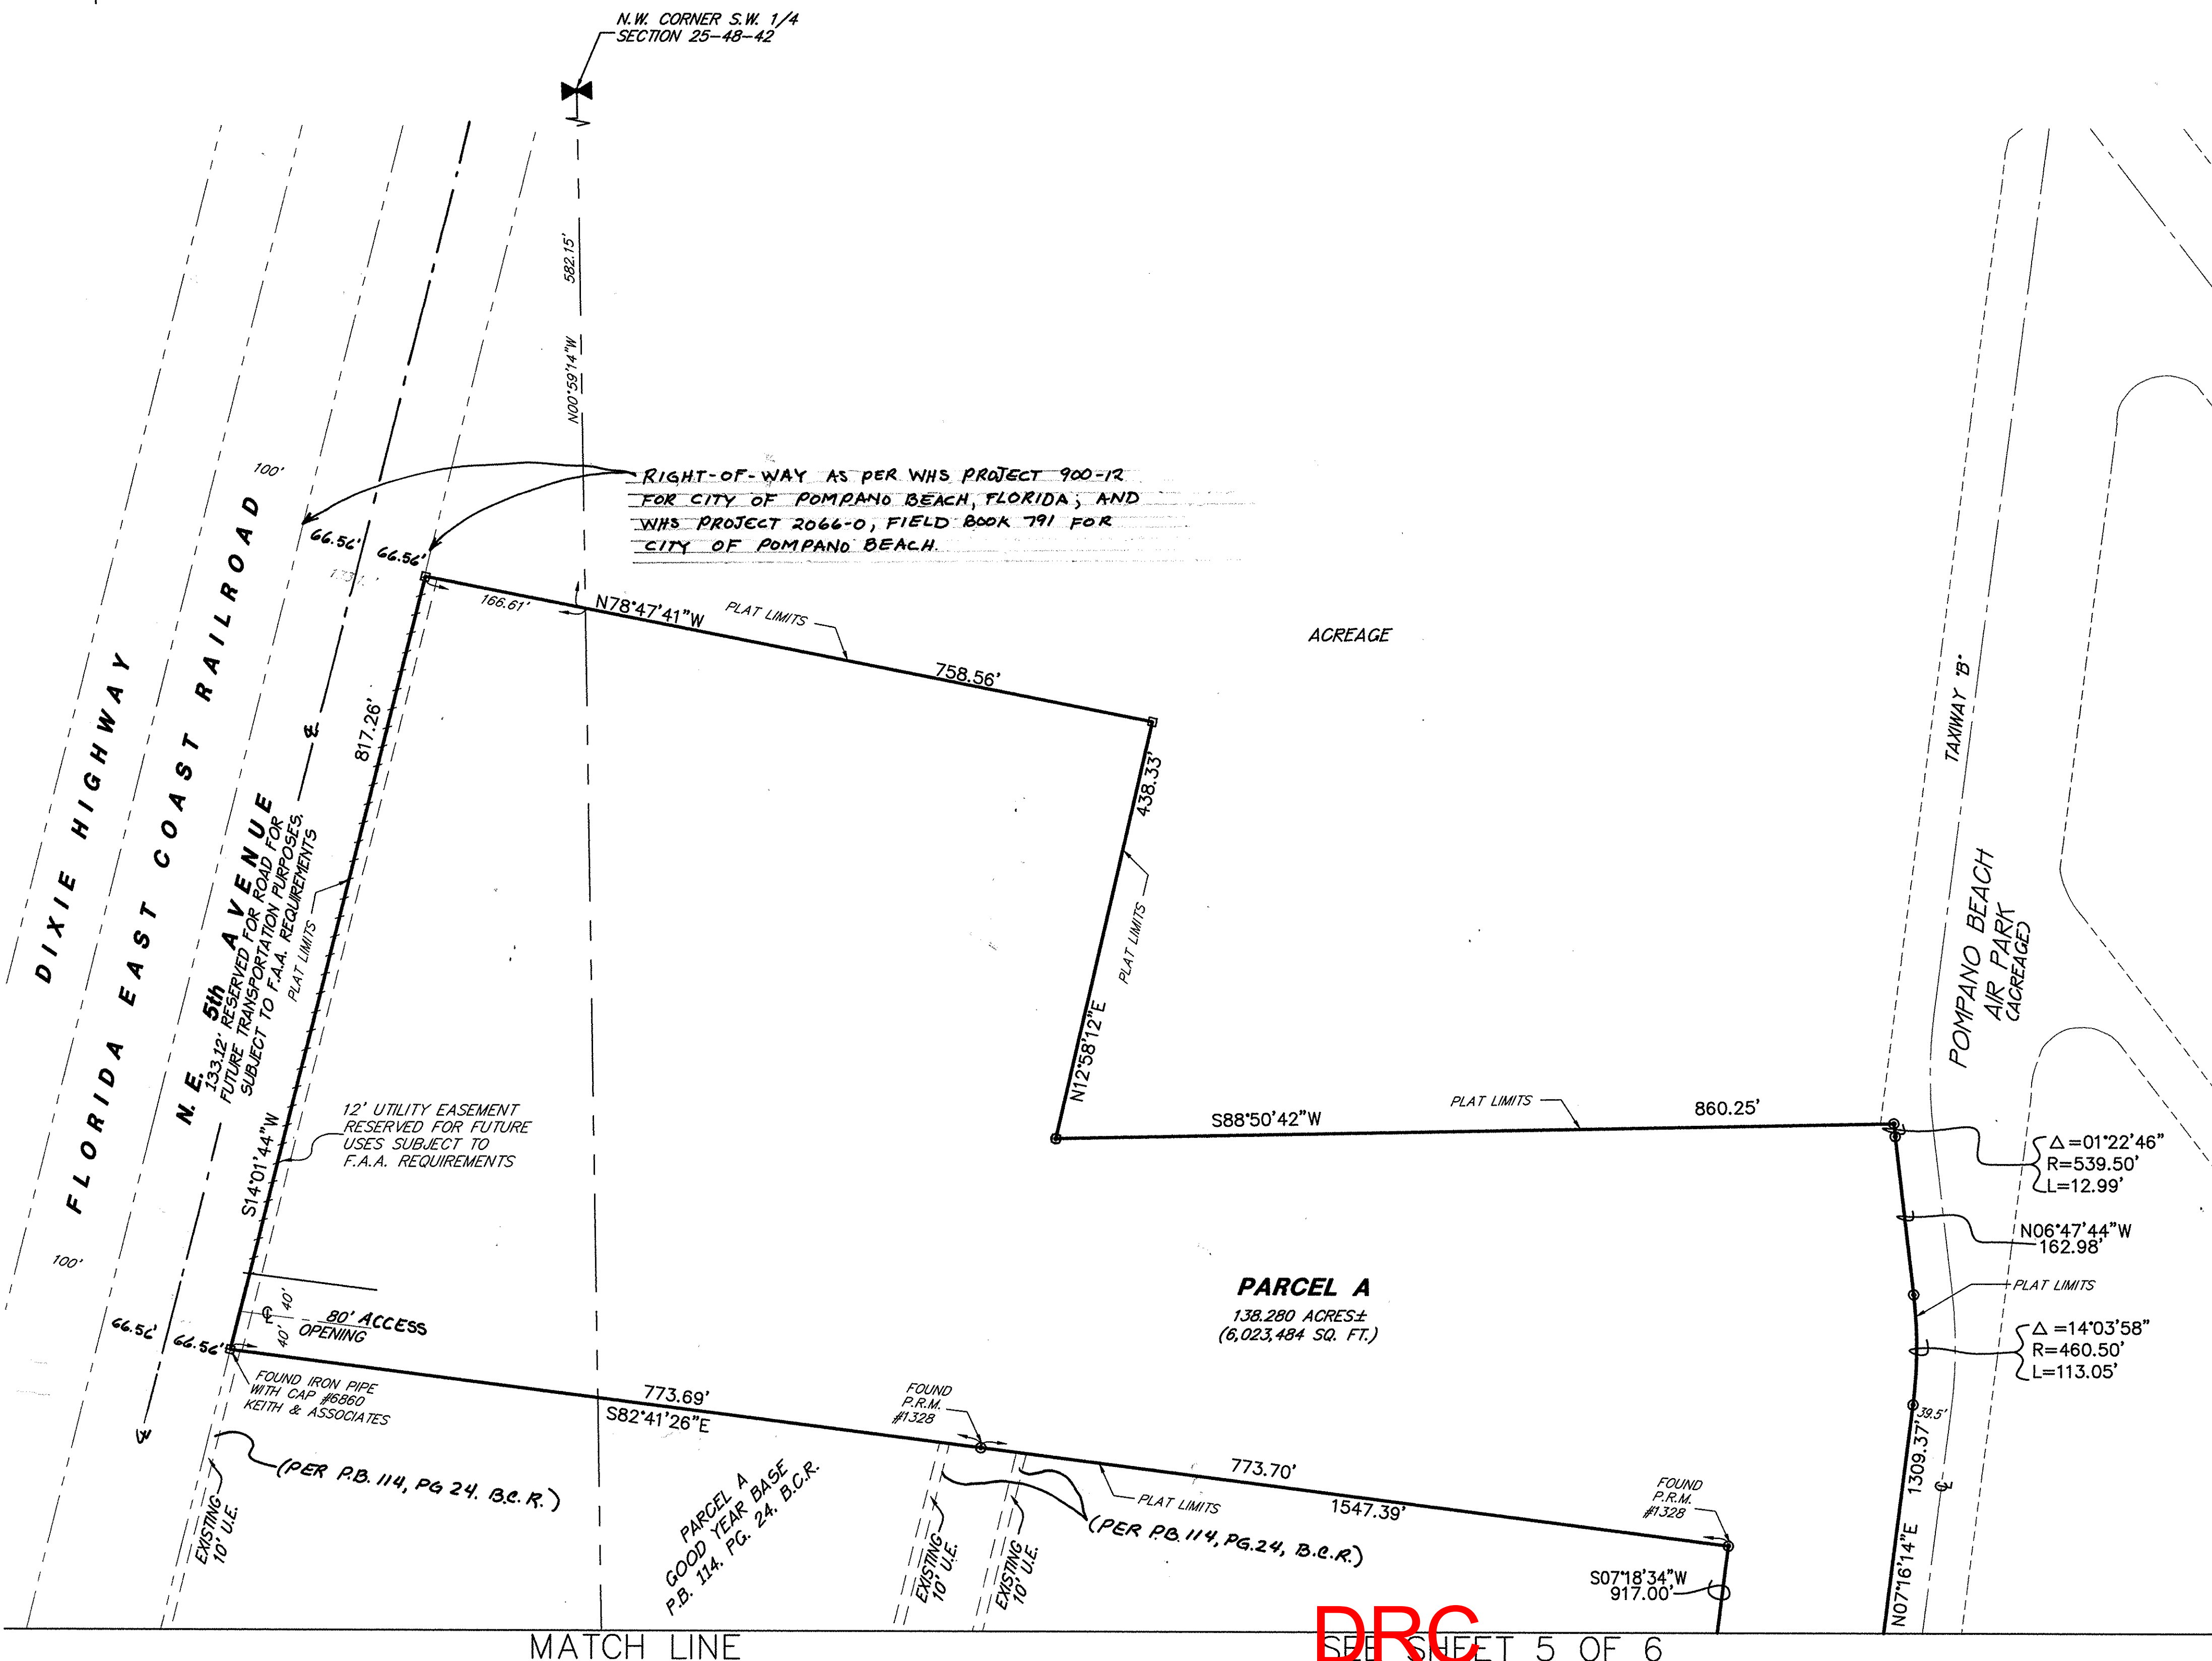 N.W. CORNER S.W. 1/4
SECTION 25-48-42
582.15'
N00°59'14"W
100'
RIGHT-OF-WAY AS PER WHS PROJECT 900-12
FOR CITY OF POMPANO BEACH, FLORIDA; AND
WHS PROJECT 2066-0, FIELD BOOK 791 FOR
CITY OF POMPANO BEACH.
66.56'
66.56'
166.61'
N78°47'41"W
PLAT LIMITS
758.56'
ACREAGE
TAXIWAY "B"
DIXIE HIGHWAY
FLORIDA EAST COAST RAILROAD
N. E. 5th AVENUE
133.12' RESERVED FOR ROAD FOR
FUTURE TRANSPORTATION PURPOSES.
SUBJECT TO F.A.A. REQUIREMENTS
PLAT LIMITS
817.26'
S14°01'44"W
438.33'
PLAT LIMITS
N12°58'12"E
POMPANO BEACH
AIR PARK
(ACREAGE)
12' UTILITY EASEMENT
RESERVED FOR FUTURE
USES SUBJECT TO
F.A.A. REQUIREMENTS
S88°50'42"W
PLAT LIMITS
860.25'
Δ=01°22'46"
R=539.50'
L=12.99'
N06°47'44"W
162.98'
PLAT LIMITS
Δ=14°03'58"
R=460.50'
L=113.05'
39.5'
1309.37'
N07°16'14"E
PARCEL A
138.280 ACRES±
(6,023,484 SQ. FT.)
100'
40'
40'
80' ACCESS
OPENING
66.56'
66.56'
FOUND IRON PIPE
WITH CAP #6860
KEITH & ASSOCIATES
773.69'
S82°41'26"E
FOUND
P.R.M.
#1328
773.70'
PLAT LIMITS
1547.39'
FOUND
P.R.M.
#1328
(PER P.B. 114, PG 24. B.C.R.)
EXISTING
10' U.E.
PARCEL A
GOOD YEAR BASE
P.B. 114, PG. 24, B.C.R.
EXISTING
10' U.E.
EXISTING
10' U.E.
(PER P.B. 114, PG.24, B.C.R.)
S07°18'34"W
917.00'
MATCH LINE
SEE SHEET 5 OF 6
DRC